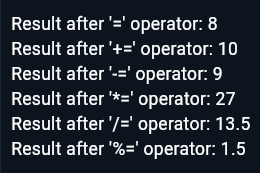 Result after '=' operator: 8
Result after '+=' operator: 10
Result after '-=' operator: 9
Result after '*=' operator: 27
Result after '/=' operator: 13.5
Result after '%=' operator: 1.5